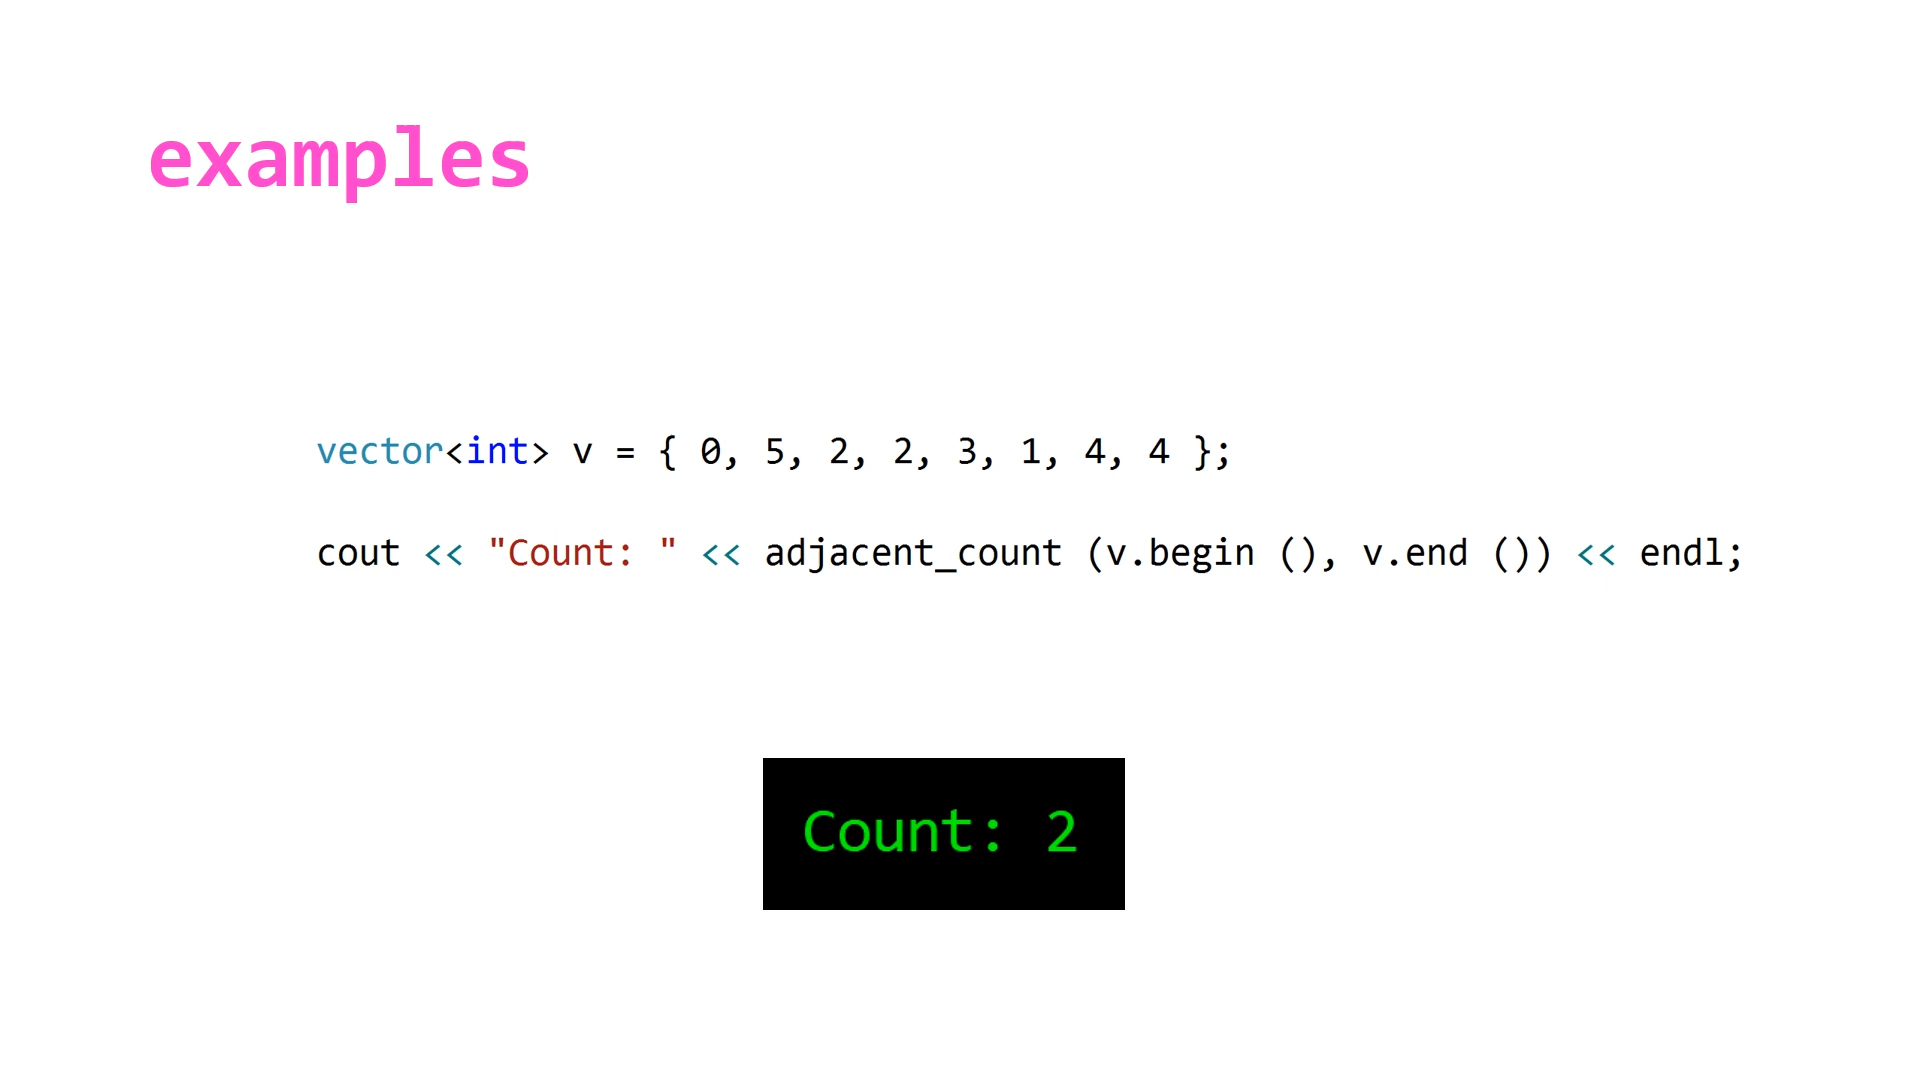 examples
vector<int> v = { 0, 5, 2, 2, 3, 1, 4, 4 };
cout << "Count: " << adjacent_count (v.begin (), v.end ()) << endl;
Count: 2